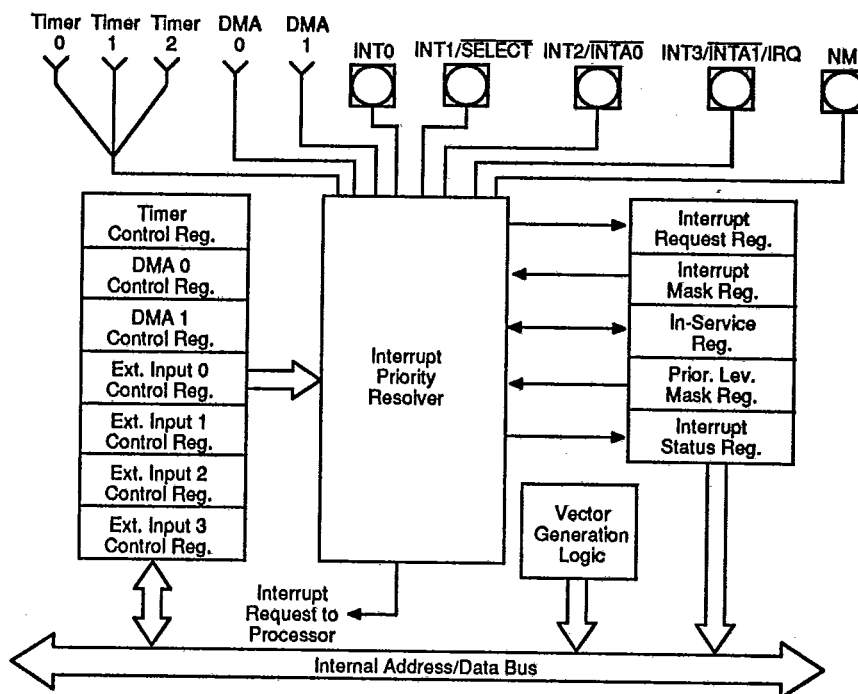 Timer Timer Timer DMA DMA
0 1 2 0 1
INT0 INT1/SELECT INT2/INTA0 INT3/INTA1/IRQ NM
Timer
Control Reg.
DMA 0
Control Reg.
DMA 1
Control Reg.
Ext. Input 0
Control Reg.
Ext. Input 1
Control Reg.
Ext. Input 2
Control Reg.
Ext. Input 3
Control Reg.
Interrupt
Priority
Resolver
Interrupt
Request Reg.
Interrupt
Mask Reg.
In-Service
Reg.
Prior. Lev.
Mask Reg.
Interrupt
Status Reg.
Vector
Generation
Logic
Interrupt
Request to
Processor
Internal Address/Data Bus